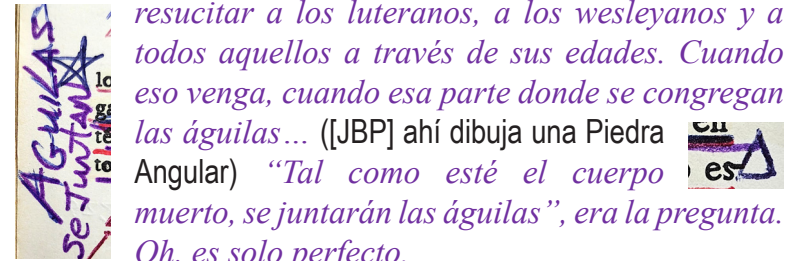 AGUILAS
se Juntan
resucitar a los luteranos, a los wesleyanos y a
todos aquellos a través de sus edades. Cuando
eso venga, cuando esa parte donde se congregan
las águilas… ([JBP] ahí dibuja una Piedra
Angular) “Tal como esté el cuerpo
muerto, se juntarán las águilas”, era la pregunta.
Oh, es solo perfecto.
en
es